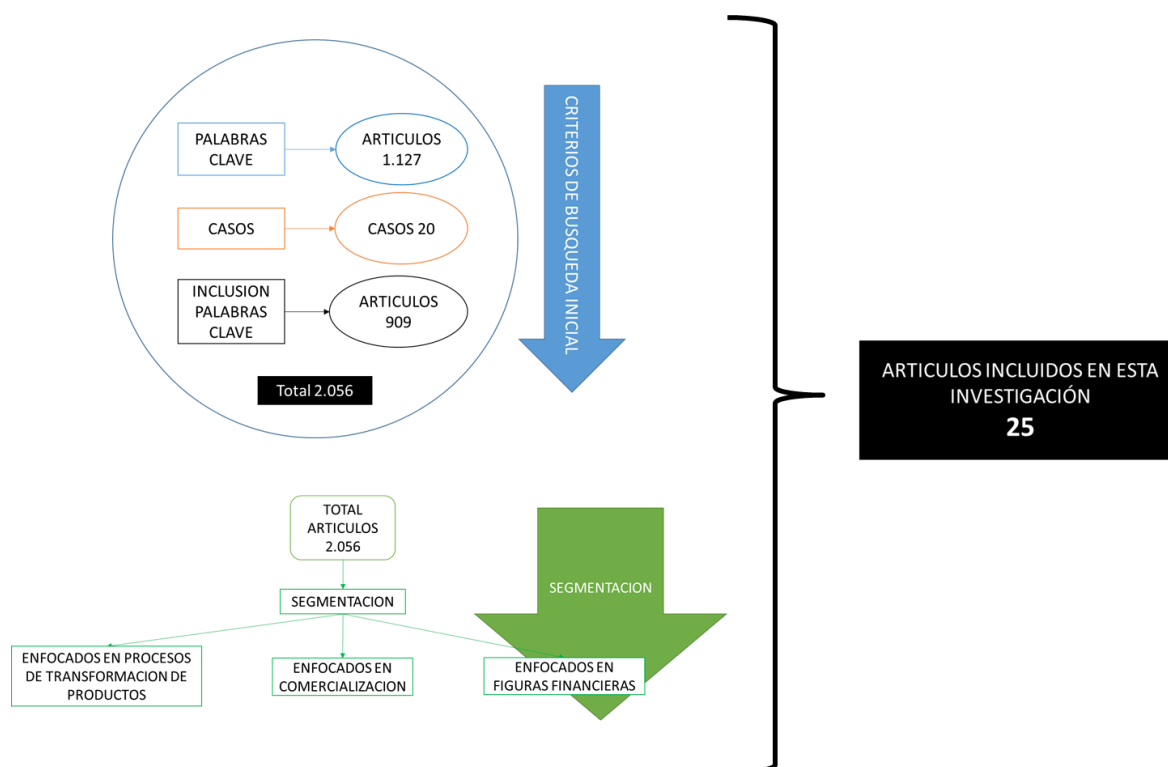 PALABRAS
CLAVE
ARTICULOS
1.127
CASOS
CASOS 20
INCLUSION
PALABRAS
CLAVE
ARTICULOS
909
Total 2.056
CRITERIOS DE BUSQUEDA INICIAL
ARTICULOS INCLUIDOS EN ESTA
INVESTIGACIÓN
25
TOTAL
ARTICULOS
2.056
SEGMENTACION
SEGMENTACION
ENFOCADOS EN PROCESOS
DE TRANSFORMACION DE
PRODUCTOS
ENFOCADOS EN
COMERCIALIZACION
ENFOCADOS EN
FIGURAS FINANCIERAS